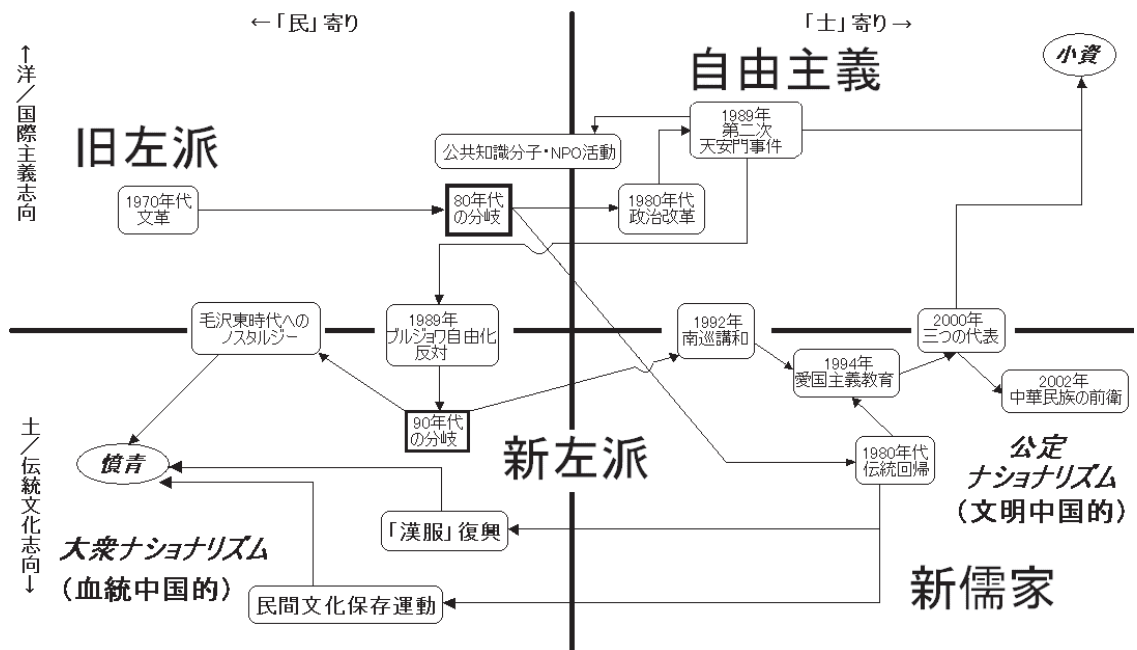 ←「民」寄り
「士」寄り→
←洋／国際主義志向
土／伝統文化志向→
旧左派
自由主義
小資
1989年
第二次
天安門事件
公共知識分子・NPO活動
1970年代
文革
80年代
の分岐
1980年代
政治改革
毛沢東時代への
ノスタルジー
1989年
ブルジョワ自由化
反対
1992年
南巡講和
2000年
三つの代表
1994年
愛国主義教育
2002年
中華民族の前衛
90年代
の分岐
新左派
1980年代
伝統回帰
公定
ナショナリズム
（文明中国的）
憤青
「漢服」復興
大衆ナショナリズム
（血統中国的）
民間文化保存運動
新儒家